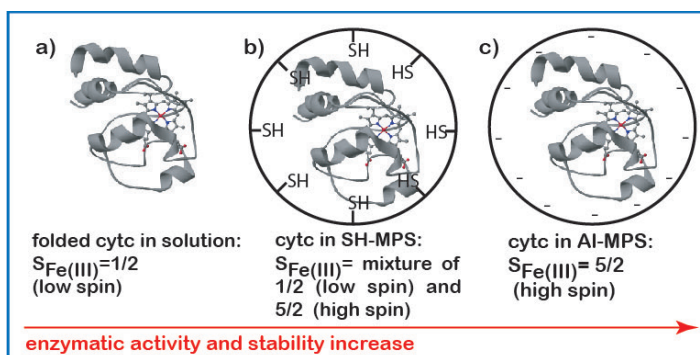 a)
b)
c)
SH
SH
HS
SH
HS
SH
HS
SH
– – – – – – – – – – –
folded cytc in solution:
SFe(III)=1/2
(low spin)
cytc in SH-MPS:
SFe(III)= mixture of
1/2 (low spin) and
5/2 (high spin)
cytc in Al-MPS:
SFe(III)= 5/2
(high spin)
enzymatic activity and stability increase